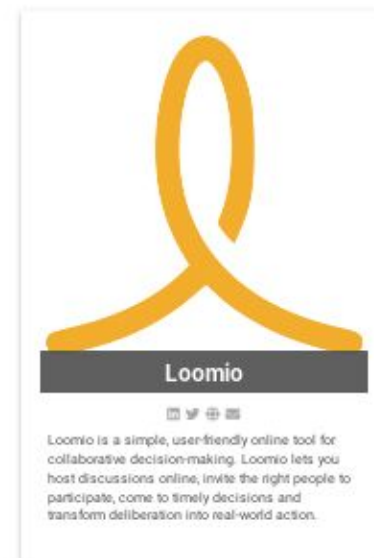 Loomio
Loomio is a simple, user-friendly online tool for
collaborative decision-making. Loomio lets you
host discussions online, invite the right people to
participate, come to timely decisions and
transform deliberation into real-world action.